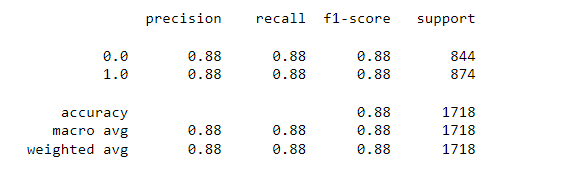 precision recall f1-score support
0.0 0.88 0.88 0.88 844
1.0 0.88 0.88 0.88 874
accuracy 0.88 1718
macro avg 0.88 0.88 0.88 1718
weighted avg 0.88 0.88 0.88 1718